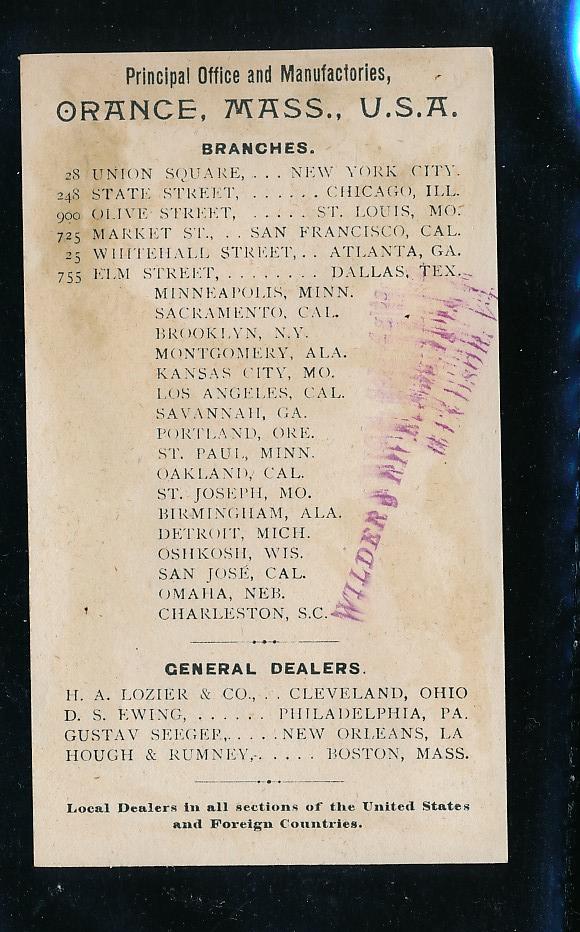 Principal Office and Manufactories,
ORANGE, MASS., U.S.A.
BRANCHES.
28 UNION SQUARE, . . . NEW YORK CITY.
248 STATE STREET, . . . . . . CHICAGO, ILL.
900 OLIVE STREET, . . . . . ST. LOUIS, MO.
725 MARKET ST., . . SAN FRANCISCO, CAL.
25 WHITEHALL STREET, . . ATLANTA, GA.
755 ELM STREET, . . . . . . . . DALLAS, TEX.
MINNEAPOLIS, MINN.
SACRAMENTO, CAL.
BROOKLYN, N.Y.
MONTGOMERY, ALA.
KANSAS CITY, MO.
LOS ANGELES, CAL.
SAVANNAH, GA.
PORTLAND, ORE.
ST. PAUL, MINN.
OAKLAND, CAL.
ST. JOSEPH, MO.
BIRMINGHAM, ALA.
DETROIT, MICH.
OSHKOSH, WIS.
SAN JOSÉ, CAL.
OMAHA, NEB.
CHARLESTON, S.C.
WILDER
GENERAL DEALERS.
H. A. LOZIER & CO., . . CLEVELAND, OHIO
D. S. EWING, . . . . . . PHILADELPHIA, PA.
GUSTAV SEEGER, . . . . NEW ORLEANS, LA
HOUGH & RUMNEY, . . . . . BOSTON, MASS.
Local Dealers in all sections of the United States
and Foreign Countries.